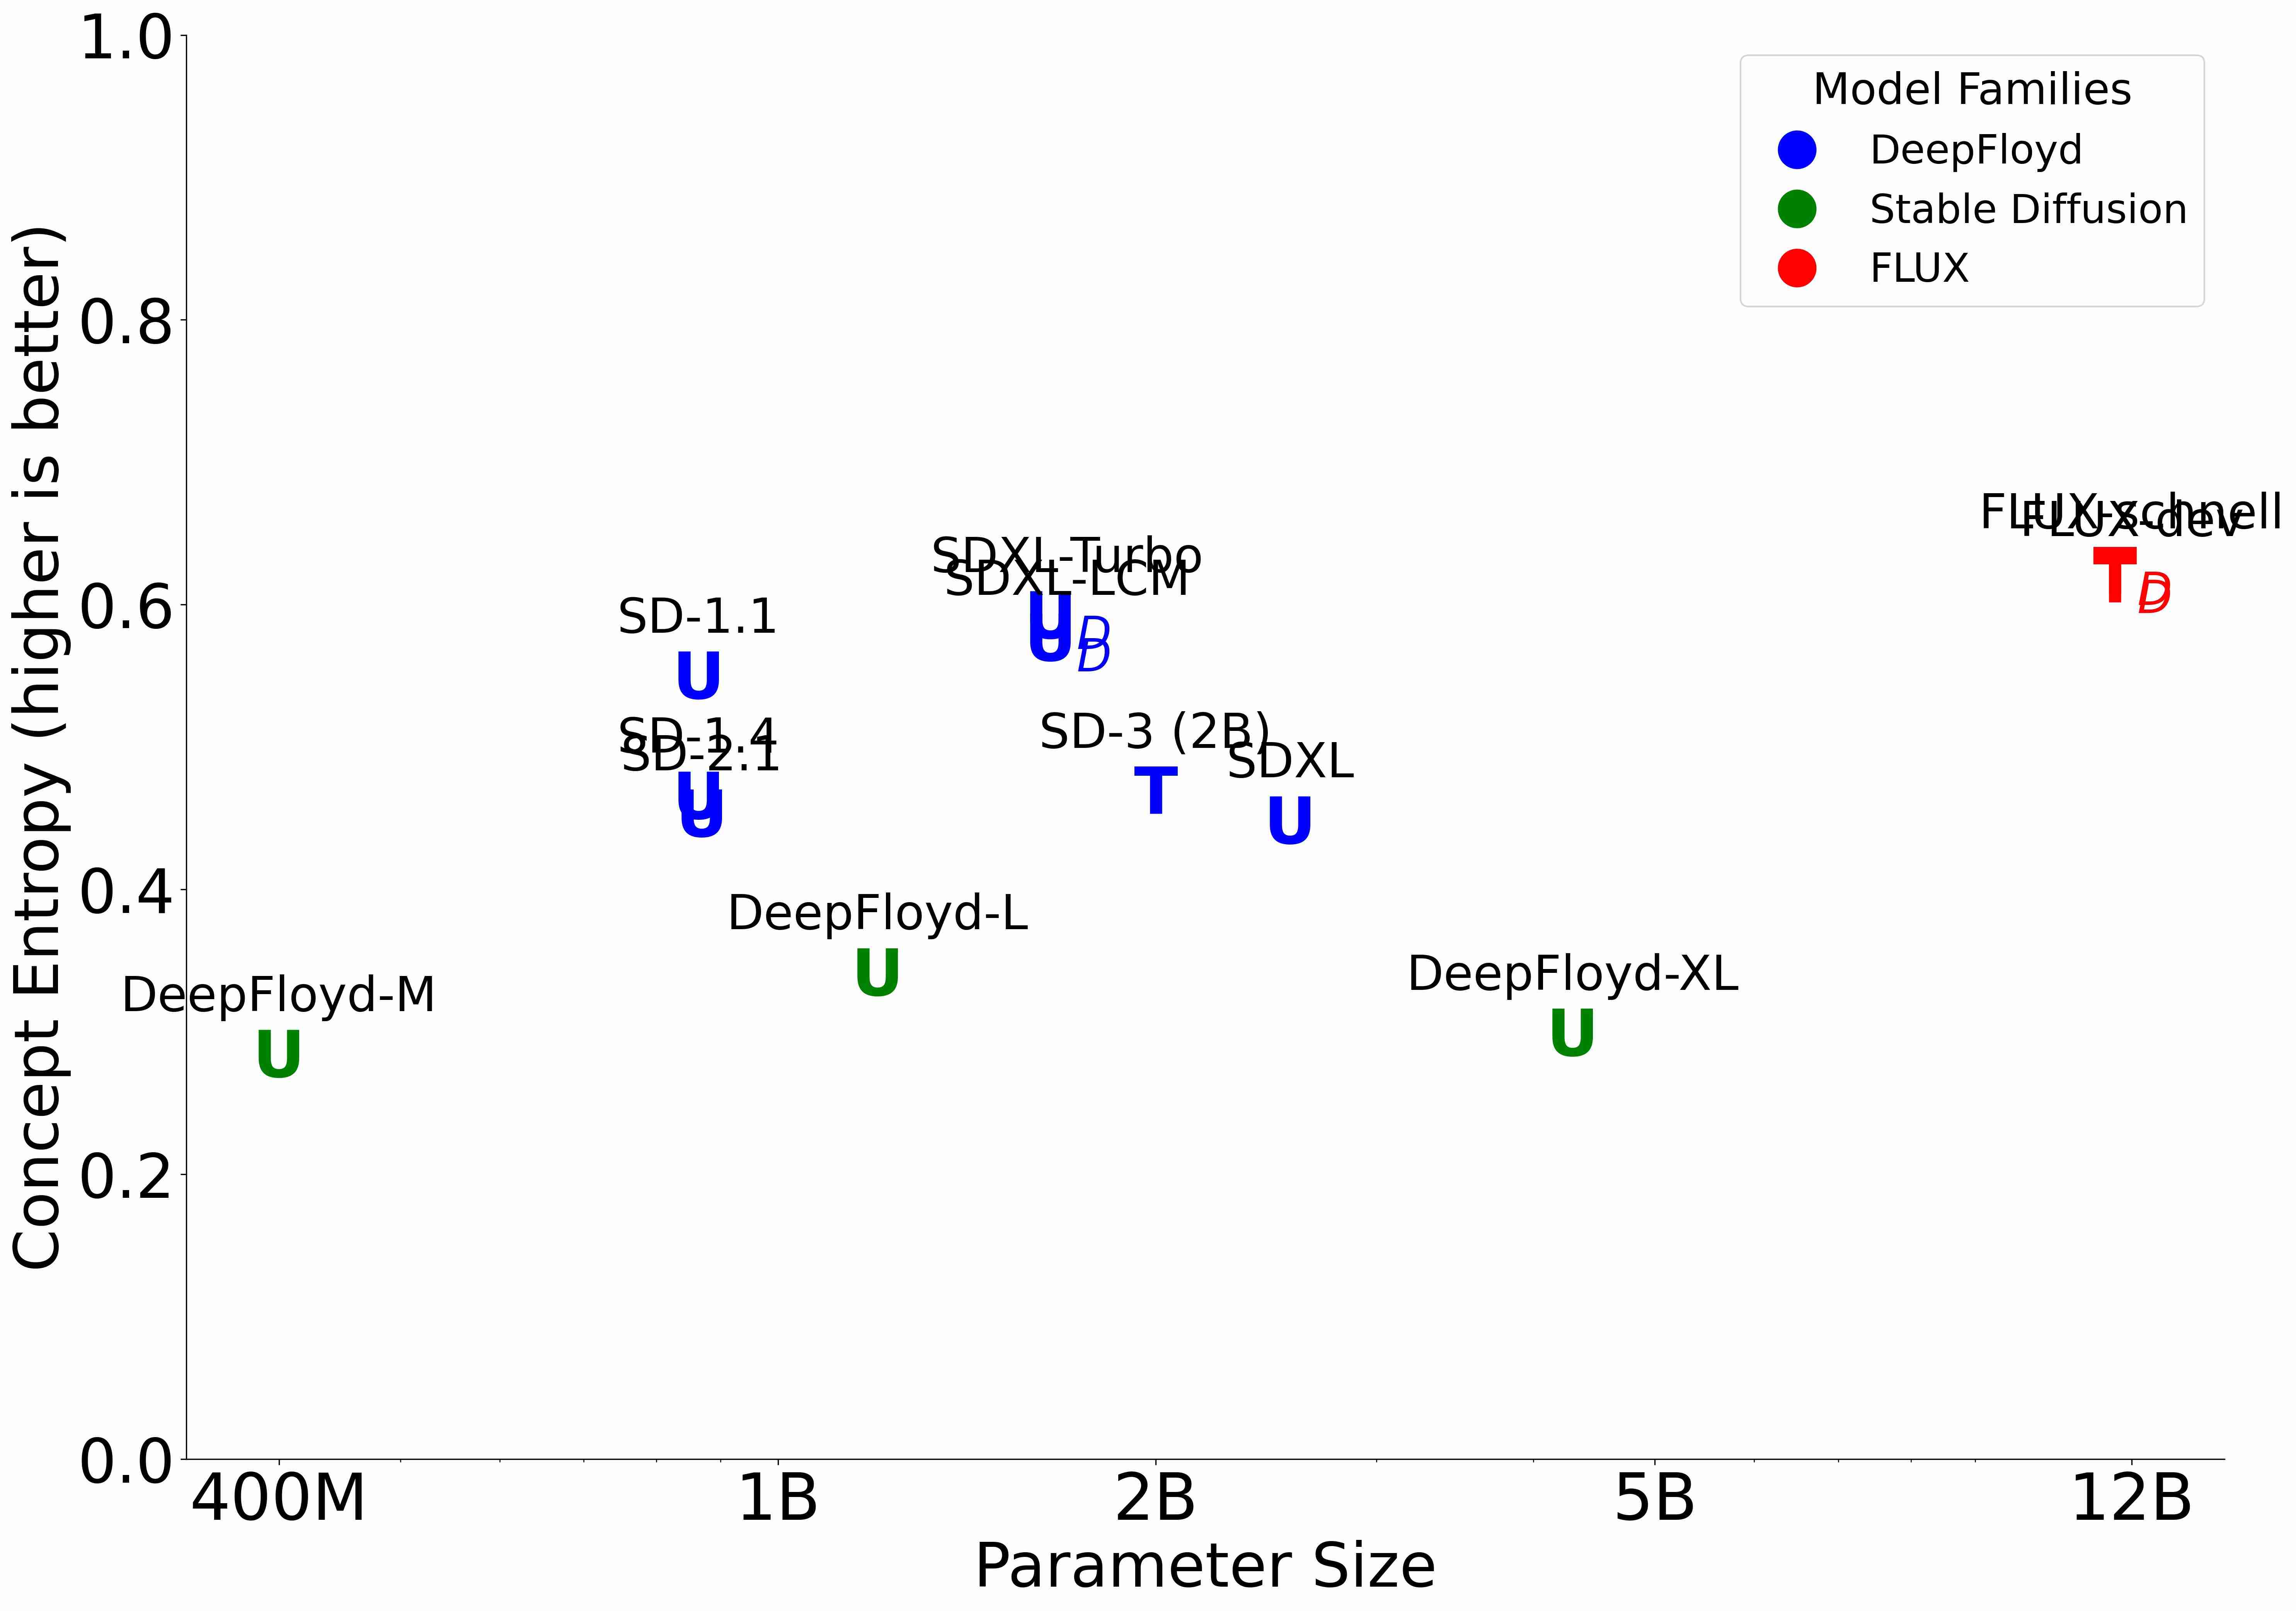 Concept Entropy (higher is better)
1.0
0.8
0.6
0.4
0.2
0.0
Model Families
DeepFloyd
Stable Diffusion
FLUX
FLUX-schnell
FLUX-dev
T D
D
SDXL-Turbo
SDXL-LCM
U D
U D
SD-1.1
U
SD-1.4
SD-2.1
U
U
SD-3 (2B)
T
SDXL
U
DeepFloyd-L
U
DeepFloyd-XL
U
DeepFloyd-M
U
400M
1B
2B
5B
12B
Parameter Size